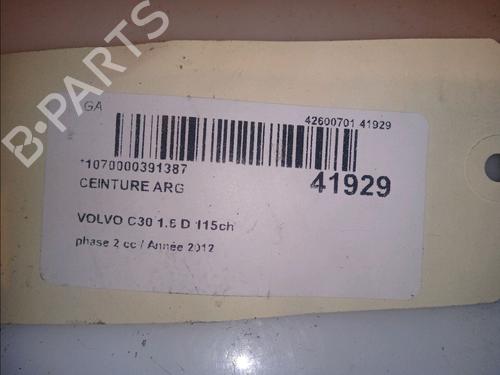 GA
42600701 41929
*1070000391387
CEINTURE ARG
41929
VOLVO C30 1.6 D 115ch
phase 2 cc / Année 2012
B-PARTS